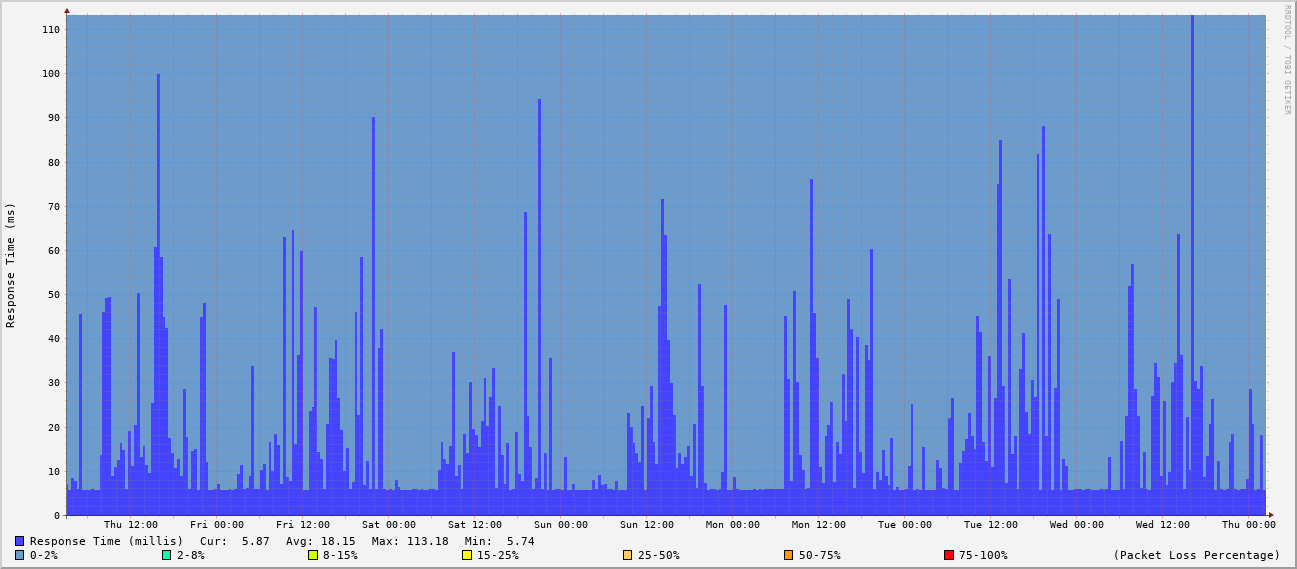 RRDTOOL / TOBI OETIKER
Response Time (ms)
110
100
90
80
70
60
50
40
30
20
10
0
Thu 12:00 Fri 00:00 Fri 12:00 Sat 00:00 Sat 12:00 Sun 00:00 Sun 12:00 Mon 00:00 Mon 12:00 Tue 00:00 Tue 12:00 Wed 00:00 Wed 12:00 Thu 00:00
Response Time (millis) Cur: 5.87 Avg: 18.15 Max: 113.18 Min: 5.74
0-2% 2-8% 8-15% 15-25% 25-50% 50-75% 75-100% (Packet Loss Percentage)